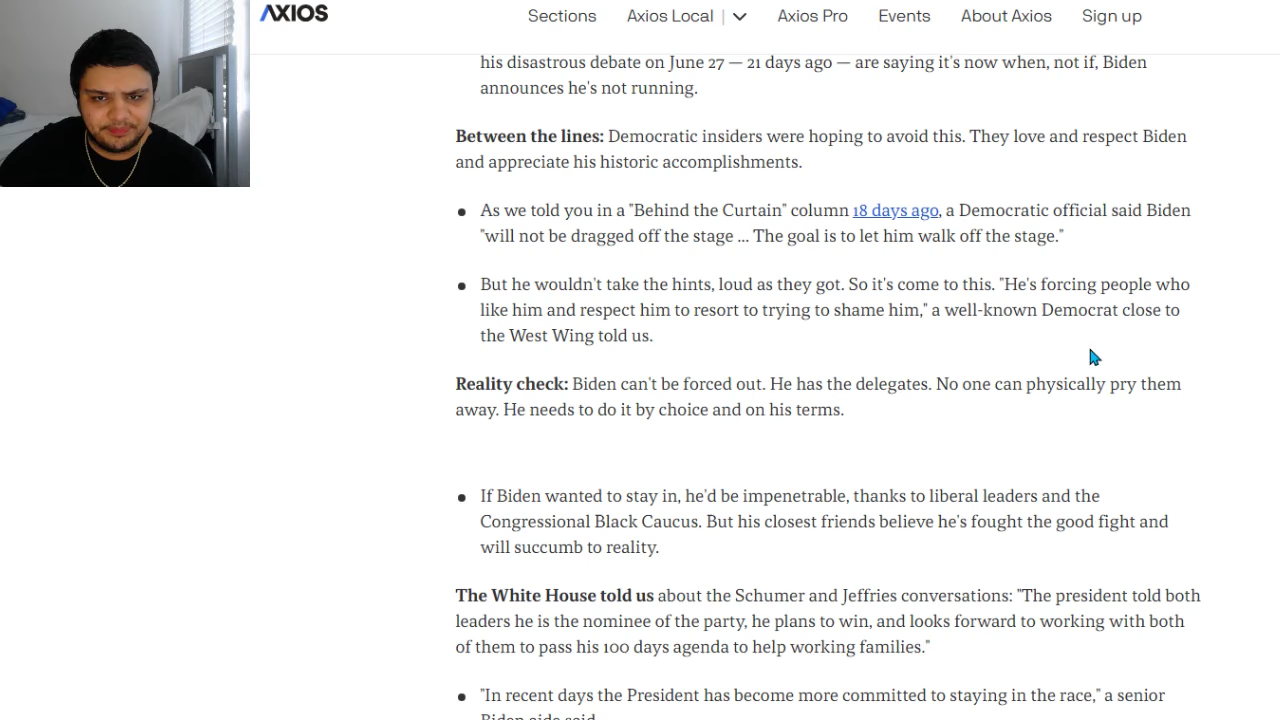 AXIOS
Sections Axios Local | Axios Pro Events About Axios Sign up
his disastrous debate on June 27 — 21 days ago — are saying it's now when, not if, Biden
announces he's not running.
Between the lines: Democratic insiders were hoping to avoid this. They love and respect Biden
and appreciate his historic accomplishments.
• As we told you in a "Behind the Curtain" column 18 days ago, a Democratic official said Biden
"will not be dragged off the stage ... The goal is to let him walk off the stage."
• But he wouldn't take the hints, loud as they got. So it's come to this. "He's forcing people who
like him and respect him to resort to trying to shame him," a well-known Democrat close to
the West Wing told us.
Reality check: Biden can't be forced out. He has the delegates. No one can physically pry them
away. He needs to do it by choice and on his terms.
• If Biden wanted to stay in, he'd be impenetrable, thanks to liberal leaders and the
Congressional Black Caucus. But his closest friends believe he's fought the good fight and
will succumb to reality.
The White House told us about the Schumer and Jeffries conversations: "The president told both
leaders he is the nominee of the party, he plans to win, and looks forward to working with both
of them to pass his 100 days agenda to help working families."
• "In recent days the President has become more committed to staying in the race," a senior
Biden aide said.